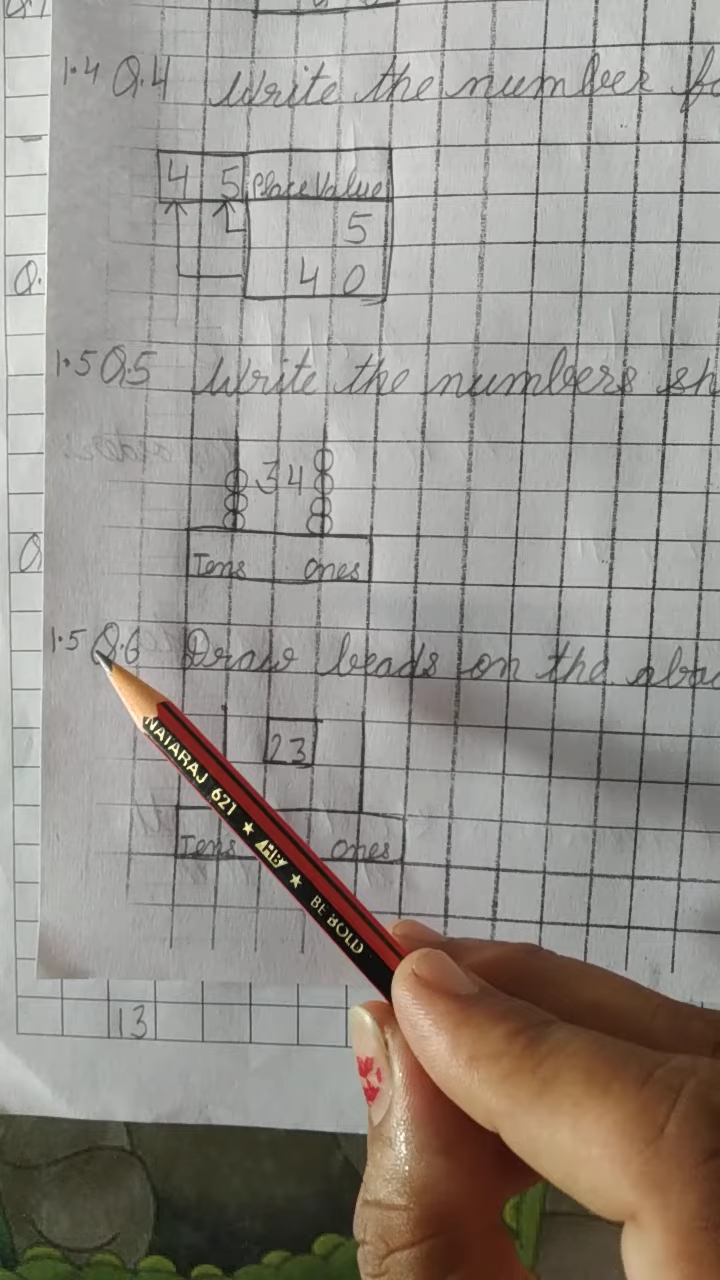 1.4 Q.4 Write the number
4 5 Place Value
5
4 0
1.5 Q.5 Write the numbers sh
34
Tens Ones
1.5 Q.6 Draw beads on the abac
23
Tens Ones
NATARAJ 621 ★ HB ★ BE BOLD
13